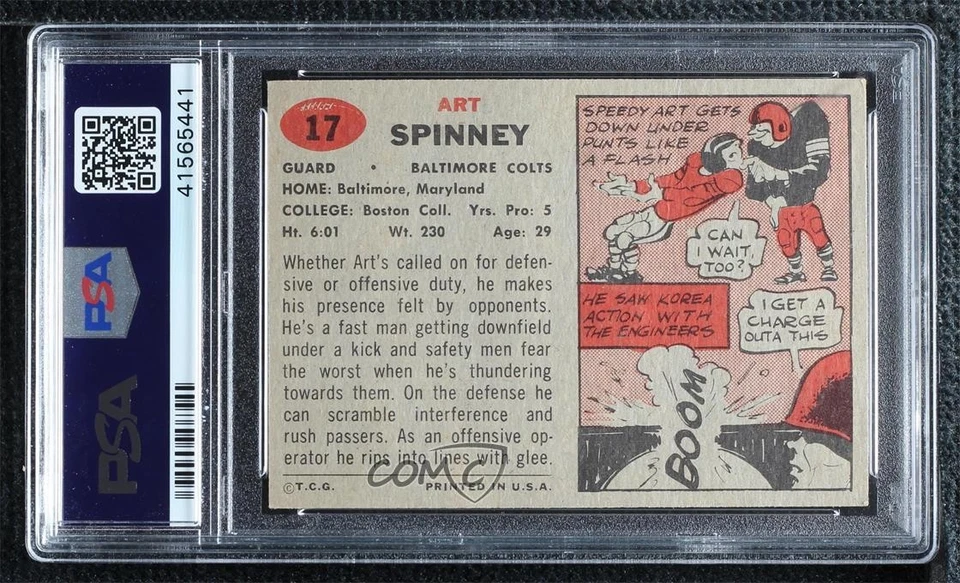 41565441
PSA
PSA
17
ART
SPINNEY
GUARD • BALTIMORE COLTS
HOME: Baltimore, Maryland
COLLEGE: Boston Coll. Yrs. Pro: 5
Ht. 6:01 Wt. 230 Age: 29
Whether Art's called on for defen-
sive or offensive duty, he makes
his presence felt by opponents.
He's a fast man getting downfield
under a kick and safety men fear
the worst when he's thundering
towards them. On the defense he
can scramble interference and
rush passers. As an offensive op-
erator he rips into lines with glee.
©T.C.G. PRINTED IN U.S.A.
COMC
SPEEDY ART GETS
DOWN UNDER
PUNTS LIKE
A FLASH
CAN
I WAIT,
TOO?
HE SAW KOREA
ACTION WITH
THE ENGINEERS
I GET A
CHARGE
OUTA THIS
BOOM